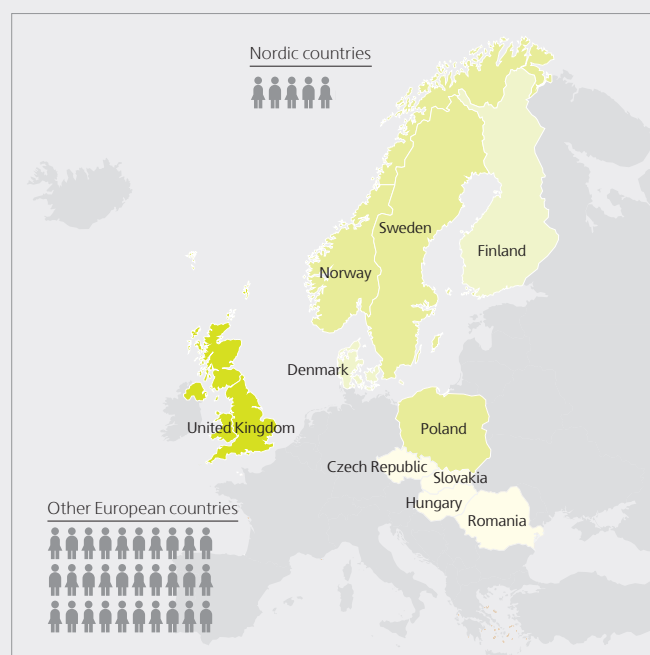 Nordic countries
Sweden
Finland
Norway
Denmark
United Kingdom
Poland
Czech Republic
Slovakia
Hungary
Romania
Other European countries